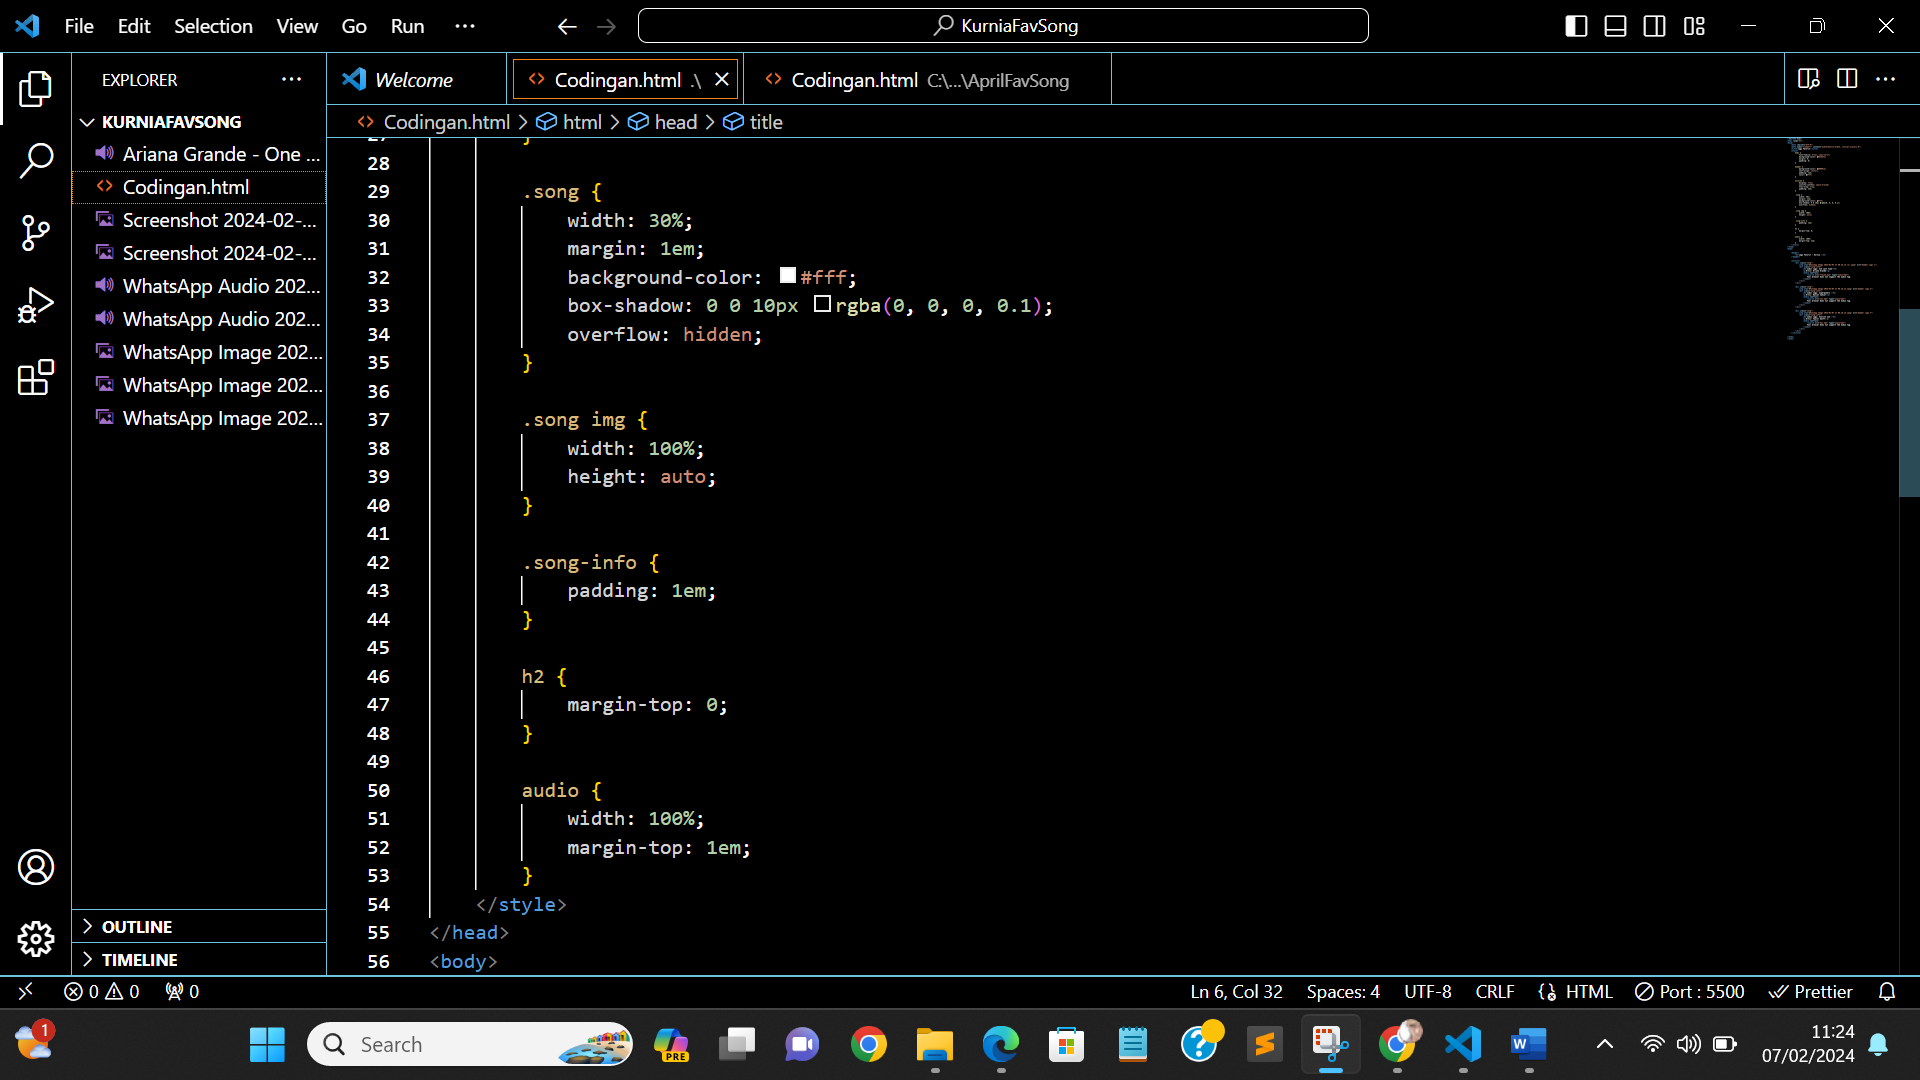 File Edit Selection View Go Run ···
KurniaFavSong
EXPLORER ···
Welcome
Codingan.html .\
Codingan.html C:\...\AprilFavSong
KURNIAFAVSONG
Ariana Grande - One ...
Codingan.html
Screenshot 2024-02-...
Screenshot 2024-02-...
WhatsApp Audio 202...
WhatsApp Audio 202...
WhatsApp Image 202...
WhatsApp Image 202...
WhatsApp Image 202...
OUTLINE
TIMELINE
Codingan.html > html > head > title
27 }
28
29 .song {
30 width: 30%;
31 margin: 1em;
32 background-color: #fff;
33 box-shadow: 0 0 10px rgba(0, 0, 0, 0.1);
34 overflow: hidden;
35 }
36
37 .song img {
38 width: 100%;
39 height: auto;
40 }
41
42 .song-info {
43 padding: 1em;
44 }
45
46 h2 {
47 margin-top: 0;
48 }
49
50 audio {
51 width: 100%;
52 margin-top: 1em;
53 }
54 </style>
55 </head>
56 <body>
0 0 0
Ln 6, Col 32 Spaces: 4 UTF-8 CRLF HTML Port : 5500 Prettier
1
Search
PRE
W
11:24
07/02/2024